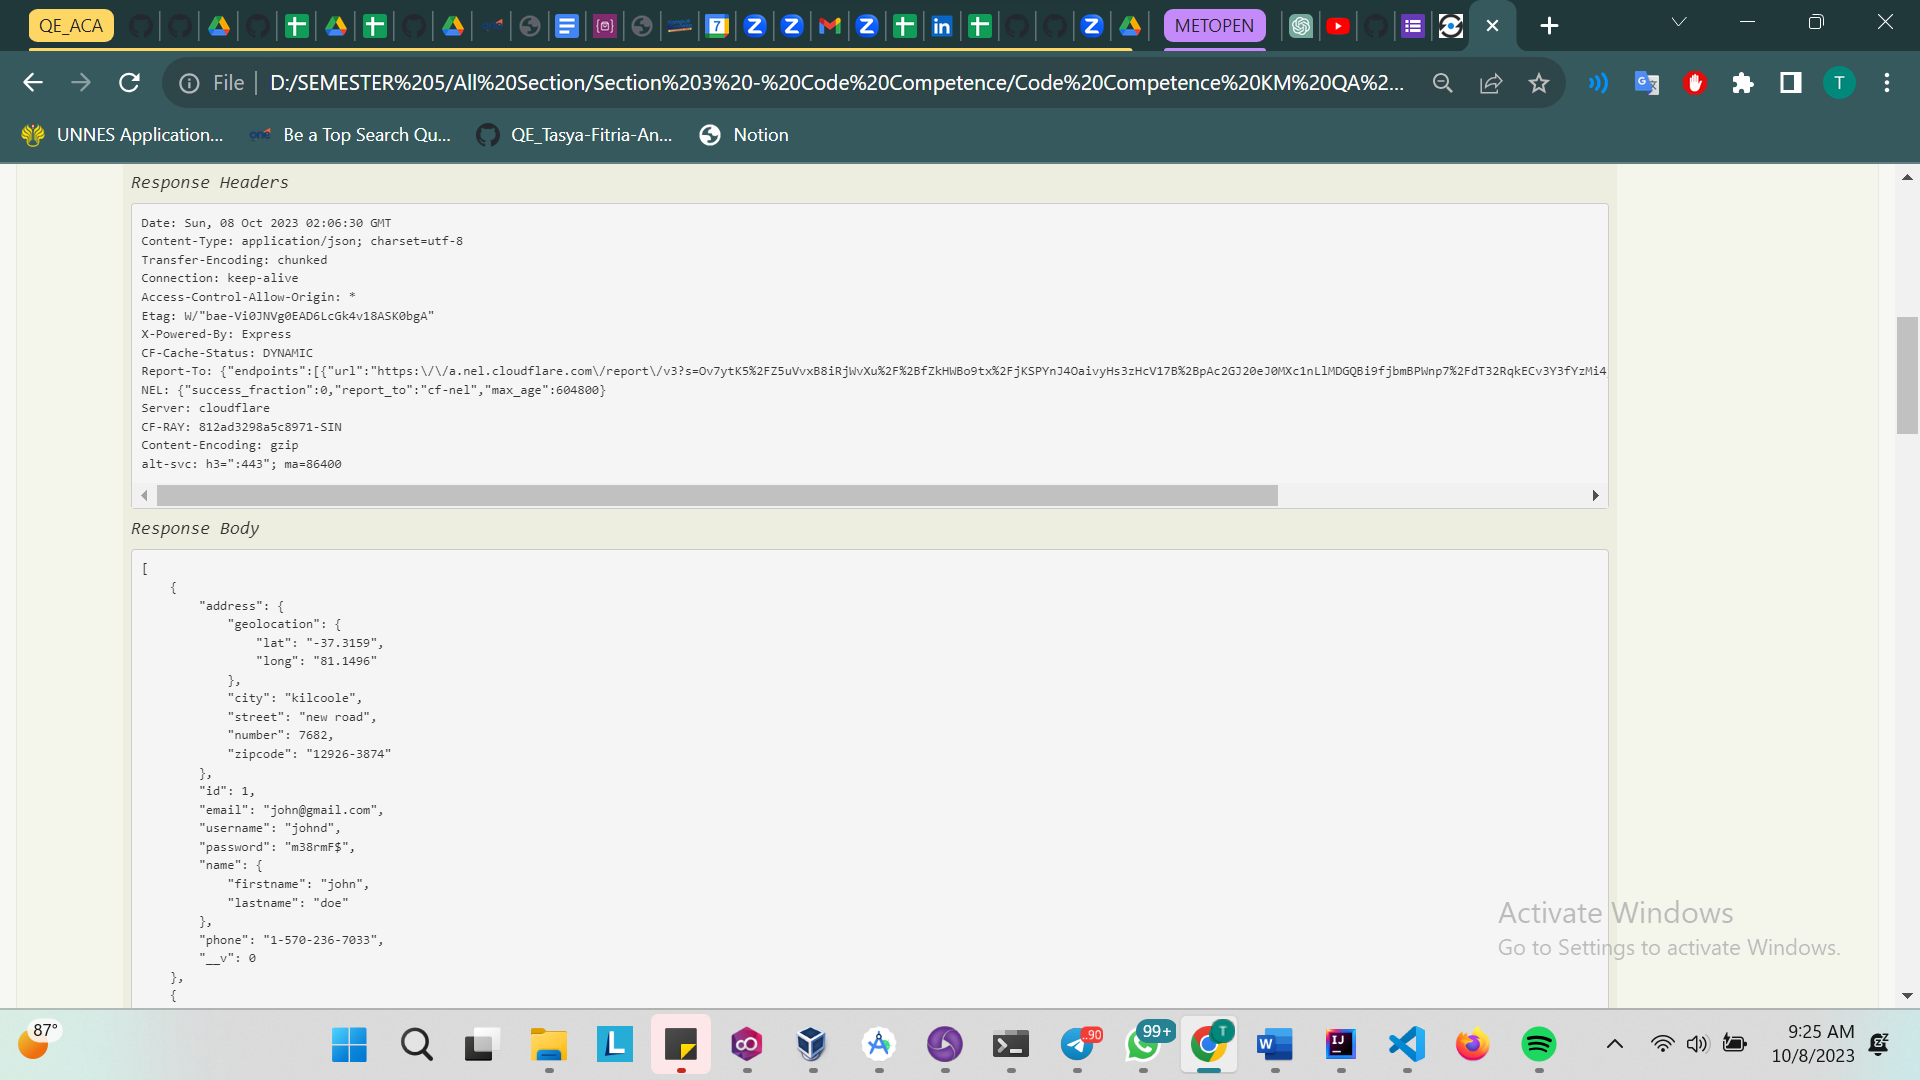 QE_ACA
METOPEN
File
D:/SEMESTER%205/All%20Section/Section%203%20-%20Code%20Competence/Code%20Competence%20KM%20QA%2...
UNNES Application...
Be a Top Search Qu...
QE_Tasya-Fitria-An...
Notion
Response Headers
Date: Sun, 08 Oct 2023 02:06:30 GMT
Content-Type: application/json; charset=utf-8
Transfer-Encoding: chunked
Connection: keep-alive
Access-Control-Allow-Origin: *
Etag: W/"bae-Vi0JNVg0EAD6LcGk4v18ASK0bgA"
X-Powered-By: Express
CF-Cache-Status: DYNAMIC
Report-To: {"endpoints":[{"url":"https:\/\/a.nel.cloudflare.com\/report\/v3?s=Ov7ytK5%2FZ5uVvxB8iRjWvXu%2F%2BfZkHWBo9tx%2FjKSPYnJ4OaivyHs3zHcV17B%2BpAc2GJ20eJ0MXc1nLlMDGQBi9fjbmBPWnp7%2FdT32RqkECv3Y3fYzMi4
NEL: {"success_fraction":0,"report_to":"cf-nel","max_age":604800}
Server: cloudflare
CF-RAY: 812ad3298a5c8971-SIN
Content-Encoding: gzip
alt-svc: h3=":443"; ma=86400
Response Body
[
{
"address": {
"geolocation": {
"lat": "-37.3159",
"long": "81.1496"
},
"city": "kilcoole",
"street": "new road",
"number": 7682,
"zipcode": "12926-3874"
},
"id": 1,
"email": "john@gmail.com",
"username": "johnd",
"password": "m38rmF$",
"name": {
"firstname": "john",
"lastname": "doe"
},
"phone": "1-570-236-7033",
"__v": 0
},
{
Activate Windows
Go to Settings to activate Windows.
87°
90
99+
9:25 AM
10/8/2023